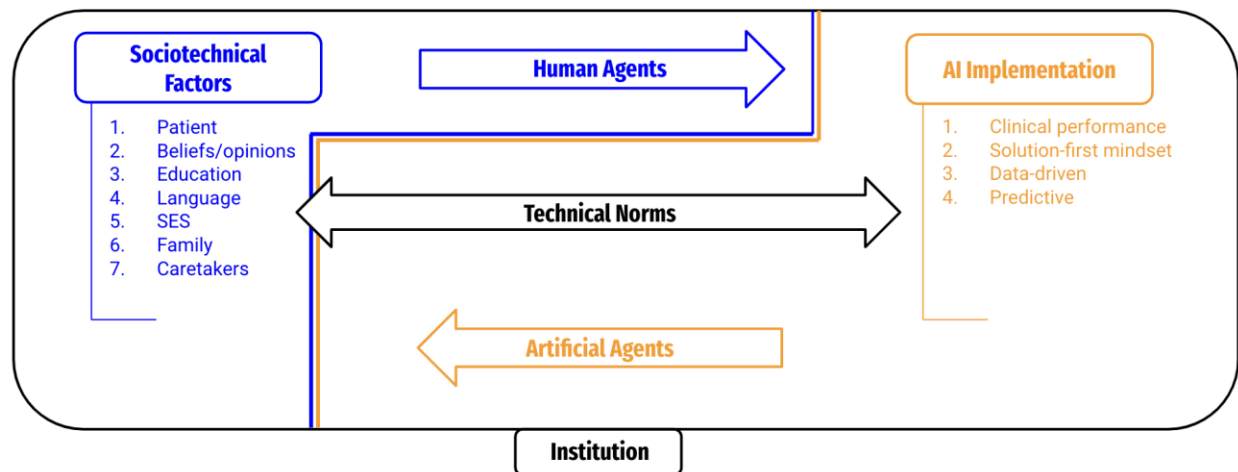 Sociotechnical
Factors
1. Patient
2. Beliefs/opinions
3. Education
4. Language
5. SES
6. Family
7. Caretakers
Human Agents
Technical Norms
Artificial Agents
AI Implementation
1. Clinical performance
2. Solution-first mindset
3. Data-driven
4. Predictive
Institution